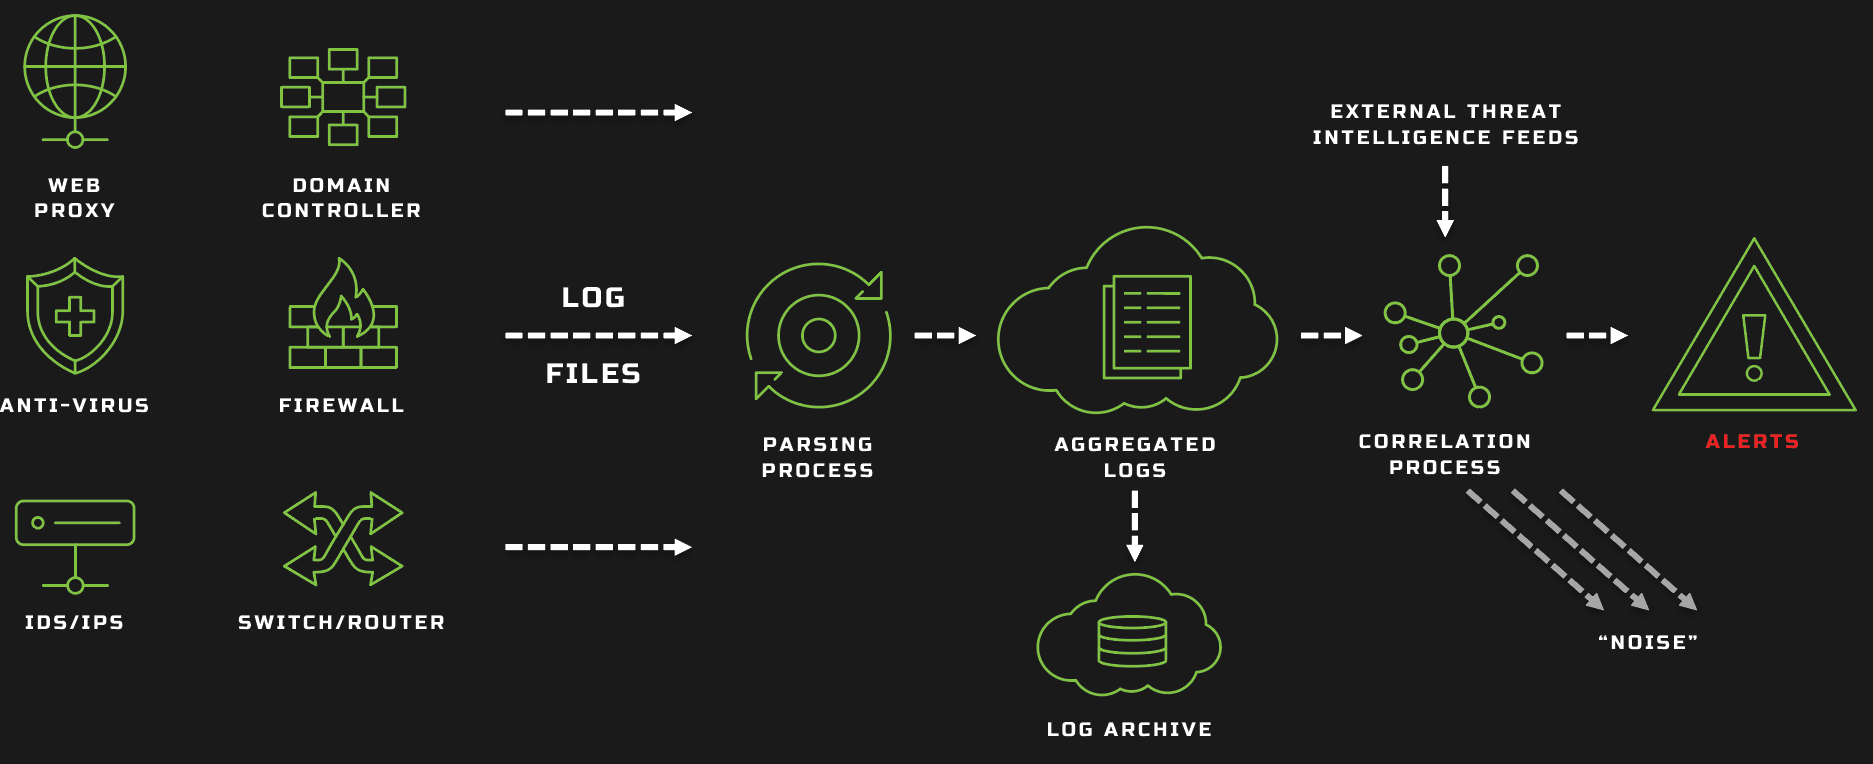 WEB
PROXY
DOMAIN
CONTROLLER
ANTI-VIRUS
FIREWALL
IDS/IPS
SWITCH/ROUTER
LOG
FILES
PARSING
PROCESS
AGGREGATED
LOGS
LOG ARCHIVE
EXTERNAL THREAT
INTELLIGENCE FEEDS
CORRELATION
PROCESS
ALERTS
“NOISE”